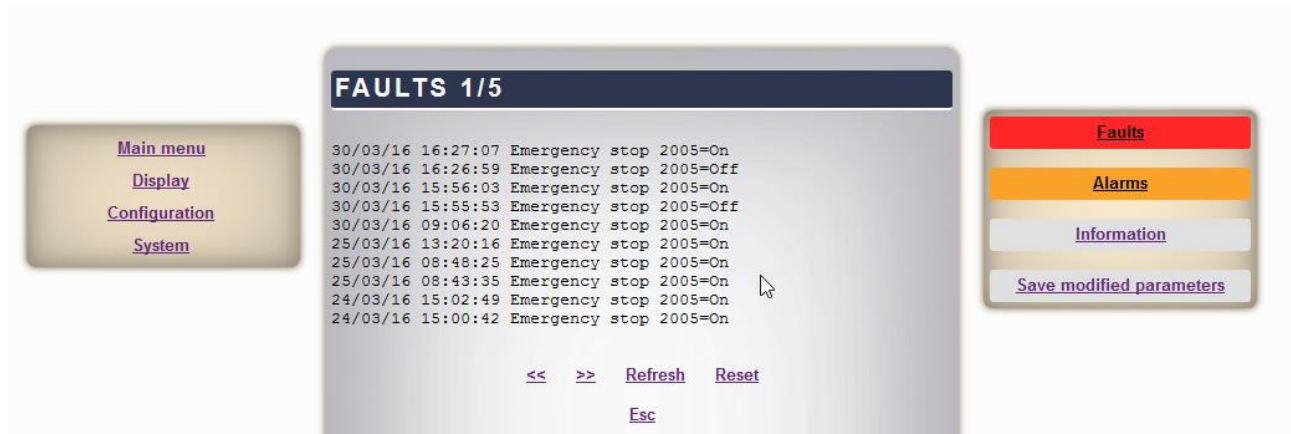 FAULTS 1/5
Main menu
Display
Configuration
System
30/03/16 16:27:07 Emergency stop 2005=On
30/03/16 16:26:59 Emergency stop 2005=Off
30/03/16 15:56:03 Emergency stop 2005=On
30/03/16 15:55:53 Emergency stop 2005=Off
30/03/16 09:06:20 Emergency stop 2005=On
25/03/16 13:20:16 Emergency stop 2005=On
25/03/16 08:48:25 Emergency stop 2005=On
25/03/16 08:43:35 Emergency stop 2005=On
24/03/16 15:02:49 Emergency stop 2005=On
24/03/16 15:00:42 Emergency stop 2005=On
<< >> Refresh Reset
Esc
Faults
Alarms
Information
Save modified parameters